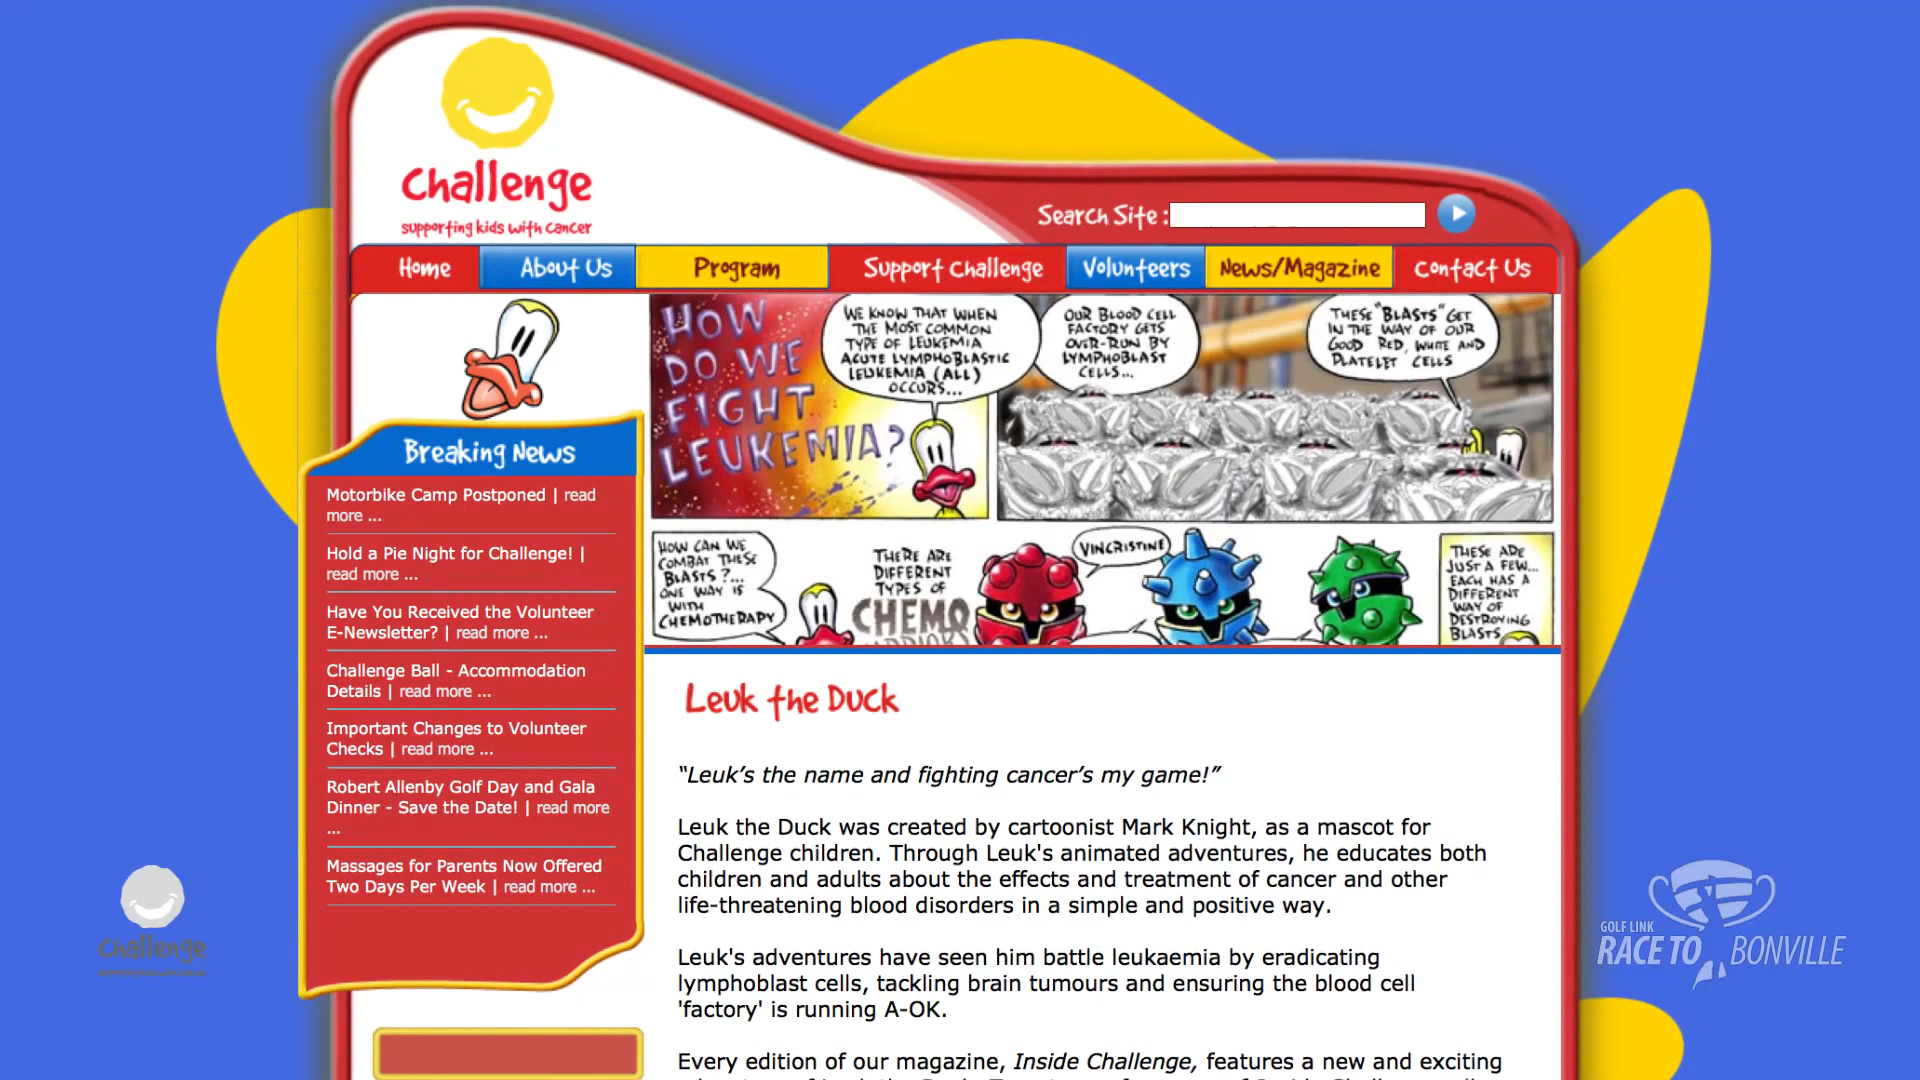 Challenge
supporting kids with cancer
Search Site :
Home
About Us
Program
Support Challenge
Volunteers
News/Magazine
Contact Us
HOW
DO WE
FIGHT
LEUKEMIA?
WE KNOW THAT WHEN
THE MOST COMMON
TYPE OF LEUKEMIA
ACUTE LYMPHOBLASTIC
LEUKEMIA (ALL)
OCCURS...
OUR BLOOD CELL
FACTORY GETS
OVER-RUN BY
LYMPHOBLAST
CELLS...
THESE "BLASTS" GET
IN THE WAY OF OUR
GOOD RED, WHITE AND
PLATELET CELLS
HOW CAN WE
COMBAT THESE
BLASTS?...
ONE WAY IS
WITH
CHEMOTHERAPY
THERE ARE
DIFFERENT
TYPES OF
CHEMO
VINCRISTINE
THESE ARE
JUST A FEW...
EACH HAS A
DIFFERENT
WAY OF
DESTROYING
BLASTS
Breaking News
Motorbike Camp Postponed | read
more ...
Hold a Pie Night for Challenge! |
read more ...
Have You Received the Volunteer
E-Newsletter? | read more ...
Challenge Ball - Accommodation
Details | read more ...
Important Changes to Volunteer
Checks | read more ...
Robert Allenby Golf Day and Gala
Dinner - Save the Date! | read more
...
Massages for Parents Now Offered
Two Days Per Week | read more ...
Leuk the Duck
“Leuk’s the name and fighting cancer’s my game!”
Leuk the Duck was created by cartoonist Mark Knight, as a mascot for
Challenge children. Through Leuk's animated adventures, he educates both
children and adults about the effects and treatment of cancer and other
life-threatening blood disorders in a simple and positive way.
Leuk's adventures have seen him battle leukaemia by eradicating
lymphoblast cells, tackling brain tumours and ensuring the blood cell
'factory' is running A-OK.
Every edition of our magazine, Inside Challenge, features a new and exciting
Challenge
GOLF LINK
RACE TO BONVILLE